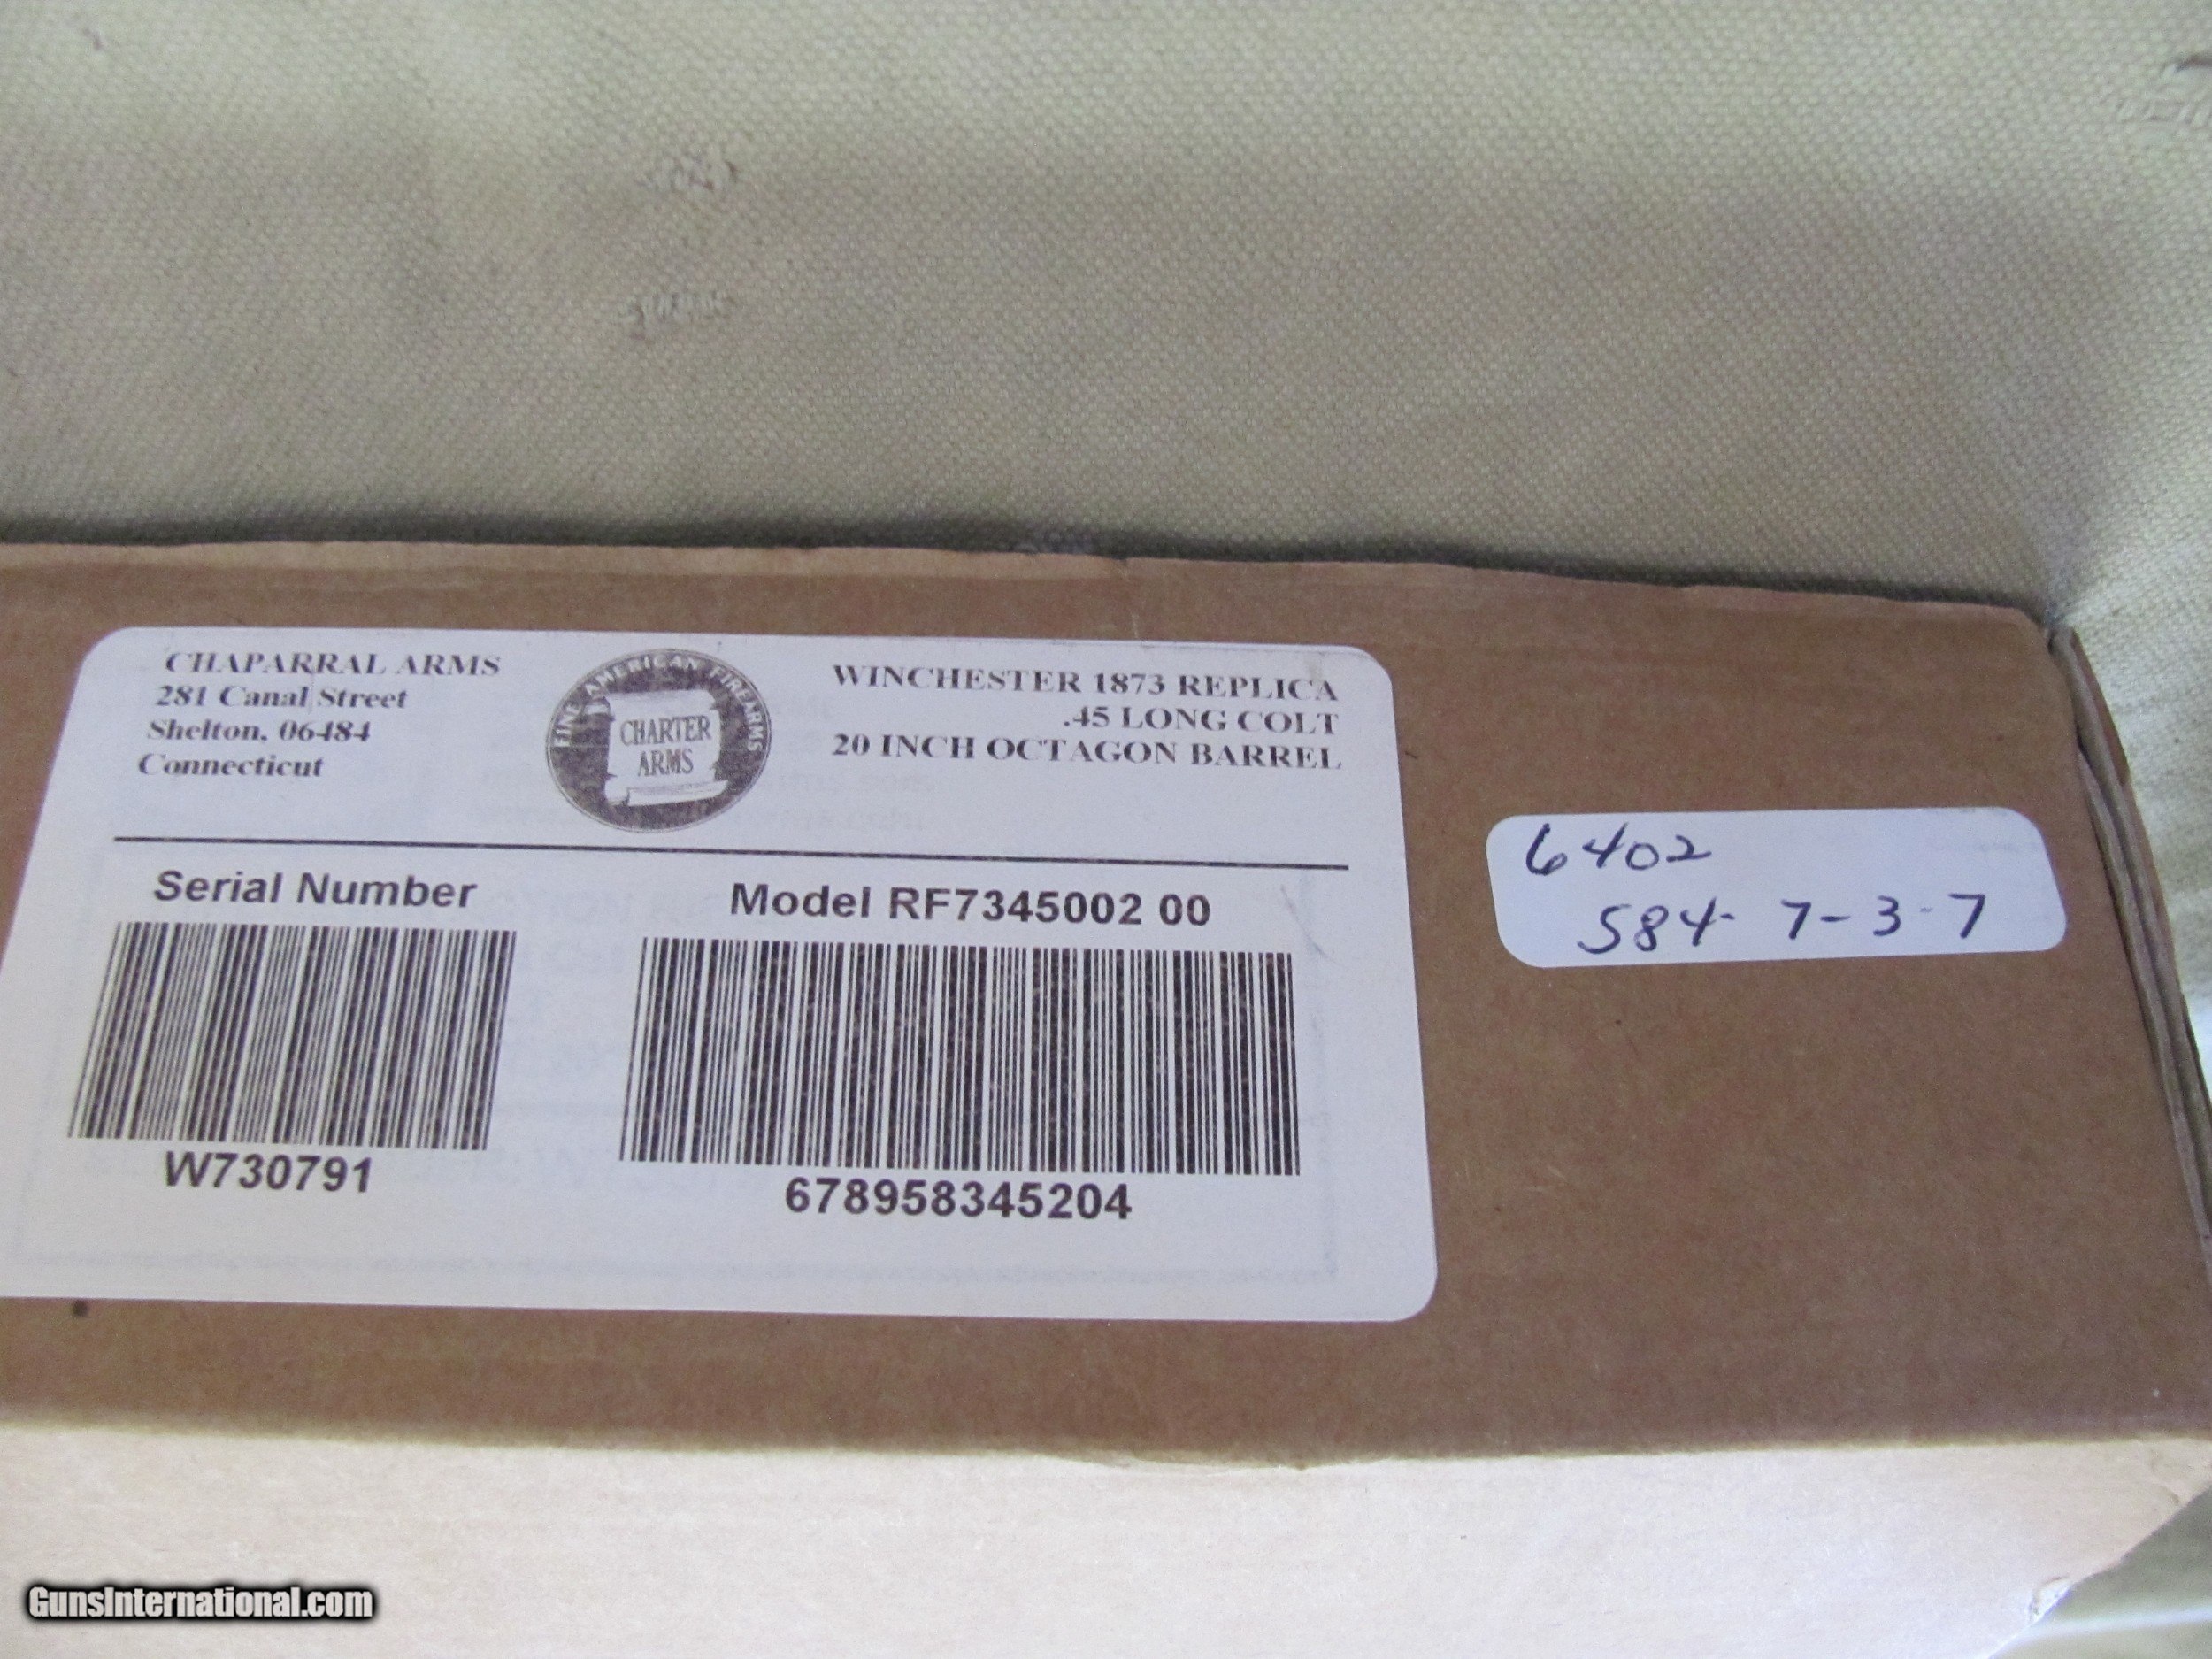 CHAPARRAL ARMS
281 Canal Street
Shelton, 06484
Connecticut
FINE AMERICAN FIREARMS
CHARTER
ARMS
WINCHESTER 1873 REPLICA
.45 LONG COLT
20 INCH OCTAGON BARREL
Serial Number
W730791
Model RF7345002 00
678958345204
6402
584- 7-3-7
GunsInternational.com